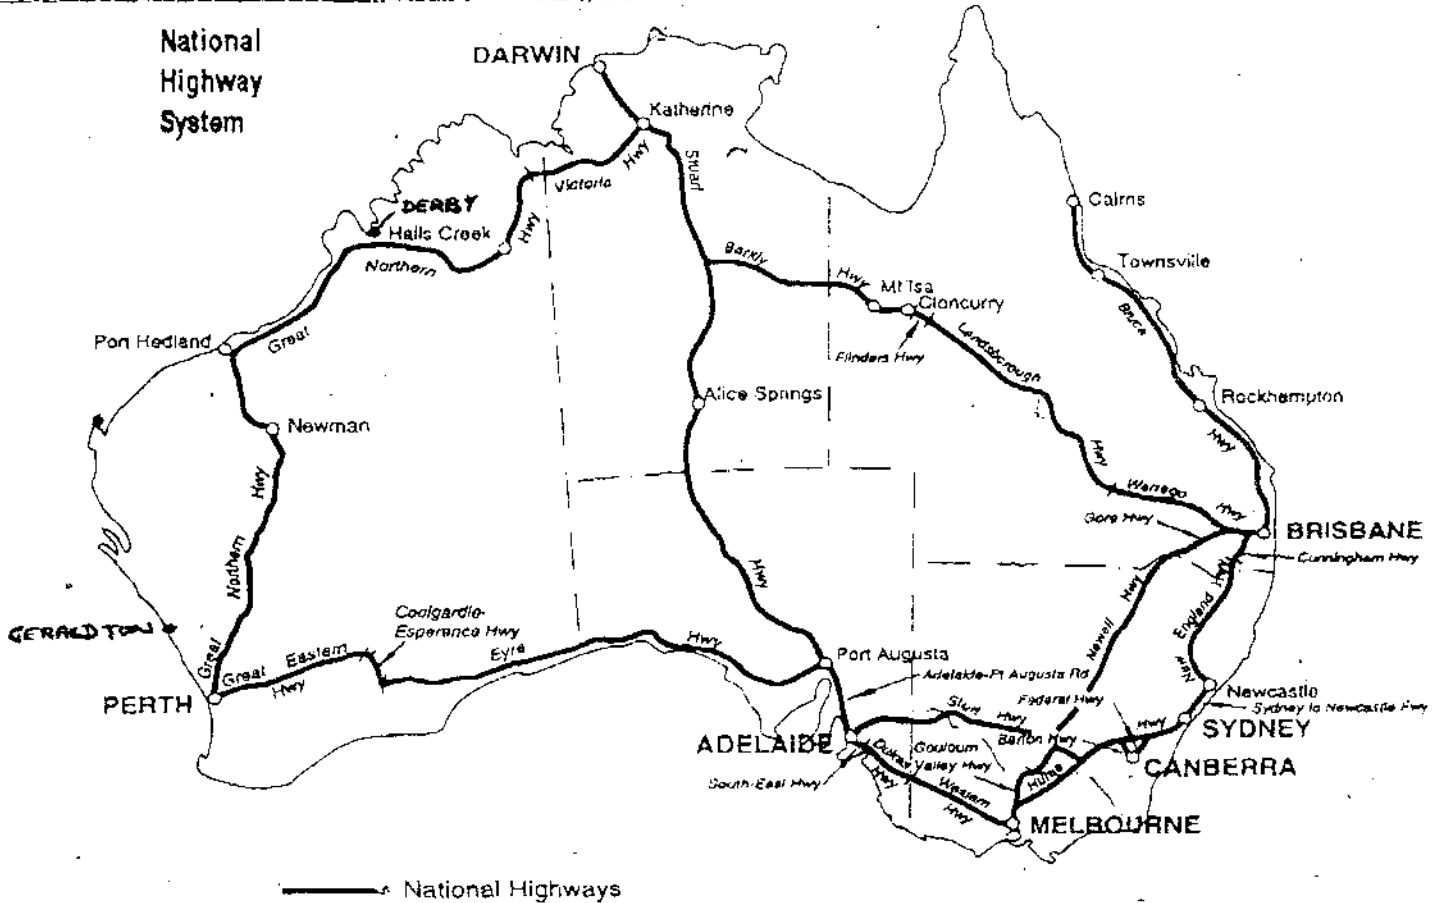 National
Highway
System
DARWIN
Katherine
Hwy
Stuart
Victoria
DERBY
Halls Creek
Hwy
Northern
Great
Port Hedland
Newman
Hwy
Northern
Great
GERALDTON
PERTH
Great
Eastern
Hwy
Coolgardie-
Esperance Hwy
Eyre
Hwy
Barkly
Hwy
Mt Isa
Cloncurry
Flinders Hwy
Landsborough
Hwy
Alice Springs
Cairns
Townsville
Bruce
Rockhampton
Hwy
Warrego
Hwy
Gore Hwy
BRISBANE
Cunningham Hwy
Hwy
England
New
Hwy
Newell
Hwy
Port Augusta
Adelaide-Pt Augusta Rd
Federal Hwy
Newcastle
Sydney to Newcastle Fwy
Sturt
Hwy
Barton Hwy
Hwy
SYDNEY
ADELAIDE
Goulburn
Valley Hwy
Hume
CANBERRA
South-East Hwy
Dukes
Hwy
Western
Hwy
MELBOURNE
National Highways